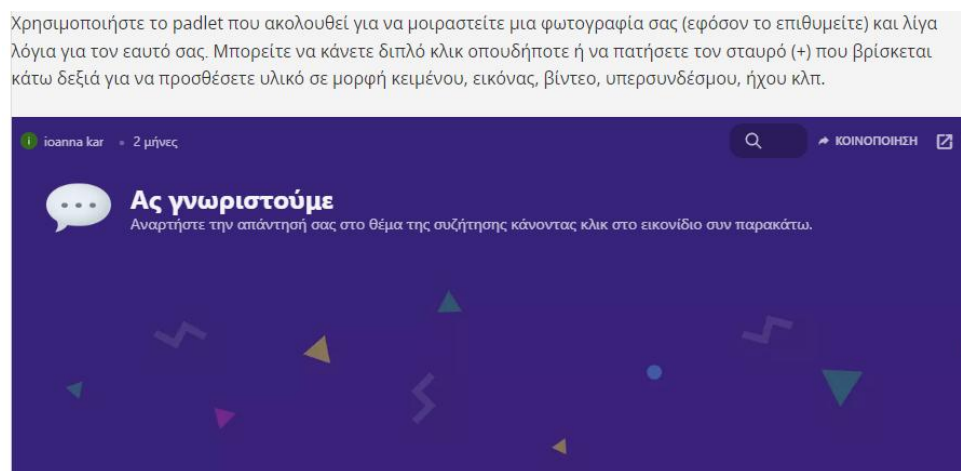 Χρησιμοποιήστε το padlet που ακολουθεί για να μοιραστείτε μια φωτογραφία σας (εφόσον το επιθυμείτε) και λίγα
λόγια για τον εαυτό σας. Μπορείτε να κάνετε διπλό κλικ οπουδήποτε ή να πατήσετε τον σταυρό (+) που βρίσκεται
κάτω δεξιά για να προσθέσετε υλικό σε μορφή κειμένου, εικόνας, βίντεο, υπερσυνδέσμου, ήχου κλπ.
i ioanna kar • 2 μήνες ΚΟΙΝΟΠΟΙΗΣΗ
Ας γνωριστούμε
Αναρτήστε την απάντησή σας στο θέμα της συζήτησης κάνοντας κλικ στο εικονίδιο συν παρακάτω.